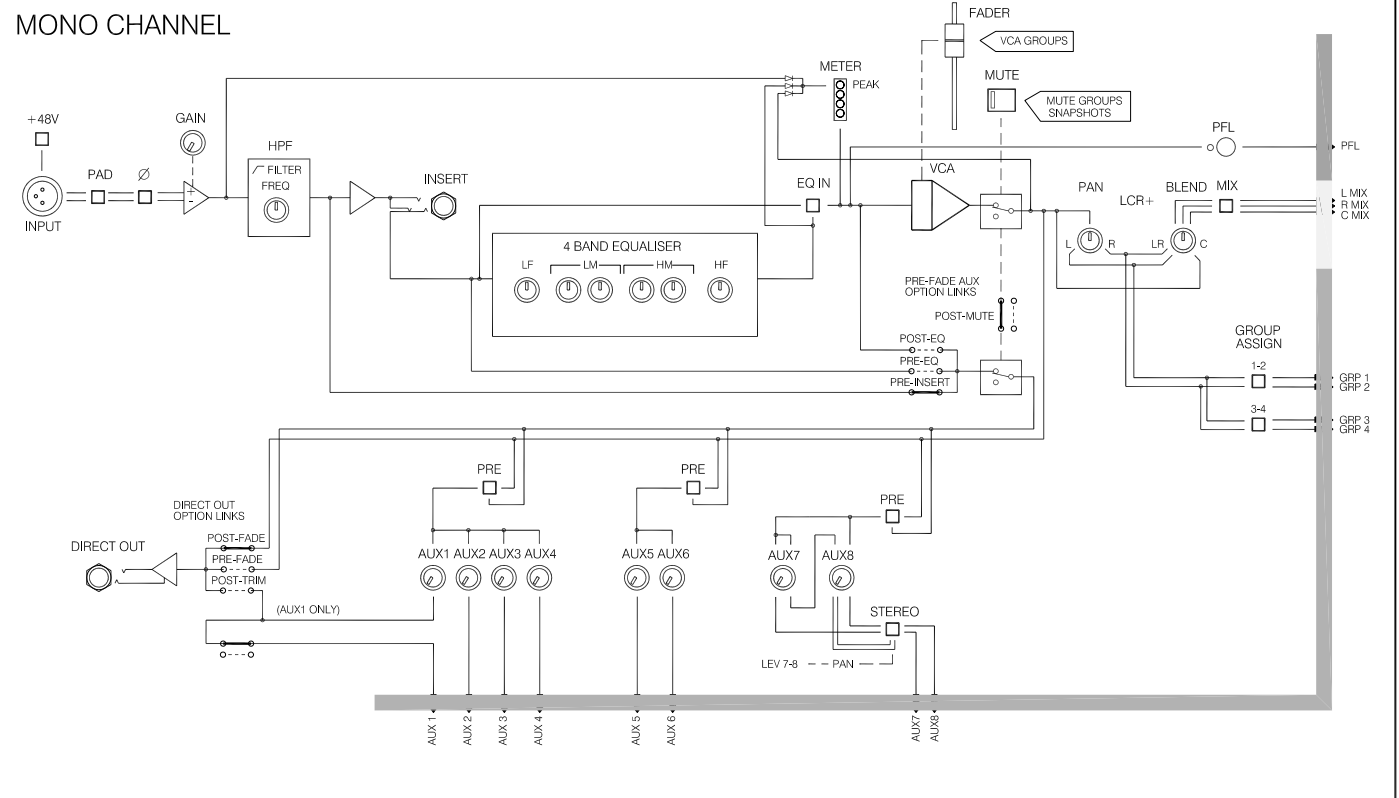 MONO CHANNEL
FADER
VCA GROUPS
METER
PEAK
MUTE
MUTE GROUPS
SNAPSHOTS
+48V
GAIN
PFL
PFL
HPF
FILTER
FREQ
PAD
Ø
+
-
INPUT
INSERT
EQ IN
VCA
PAN
LCR+
BLEND
MIX
L MIX
R MIX
C MIX
L
R
LR
C
4 BAND EQUALISER
LF
LM
HM
HF
PRE-FADE AUX
OPTION LINKS
POST-MUTE
POST-EQ
PRE-EQ
PRE-INSERT
GROUP
ASSIGN
1-2
GRP 1
GRP 2
3-4
GRP 3
GRP 4
PRE
PRE
PRE
DIRECT OUT
OPTION LINKS
POST-FADE
PRE-FADE
POST-TRIM
DIRECT OUT
(AUX1 ONLY)
AUX1 AUX2 AUX3 AUX4
AUX5 AUX6
AUX7
AUX8
STEREO
LEV 7-8
PAN
AUX 1
AUX 2
AUX 3
AUX 4
AUX 5
AUX 6
AUX7
AUX8